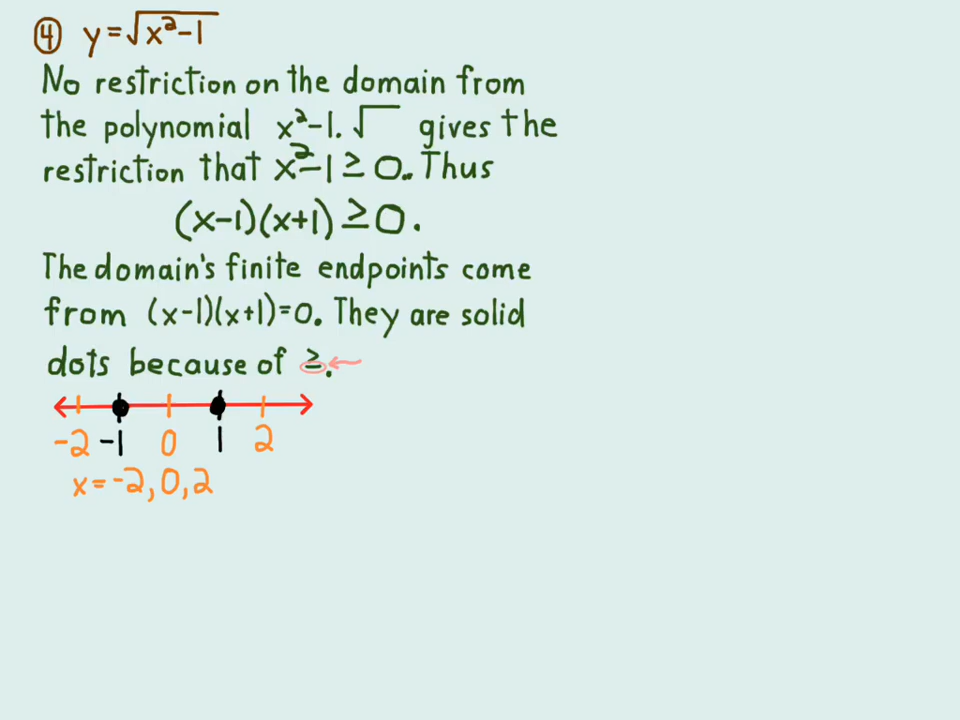 ④ y=√(x²-1)
No restriction on the domain from
the polynomial x²-1. √ gives the
restriction that x²-1 ≥ 0. Thus
(x-1)(x+1) ≥ 0.
The domain's finite endpoints come
from (x-1)(x+1)=0. They are solid
dots because of ≥.
-2 -1 0 1 2
x=-2,0,2